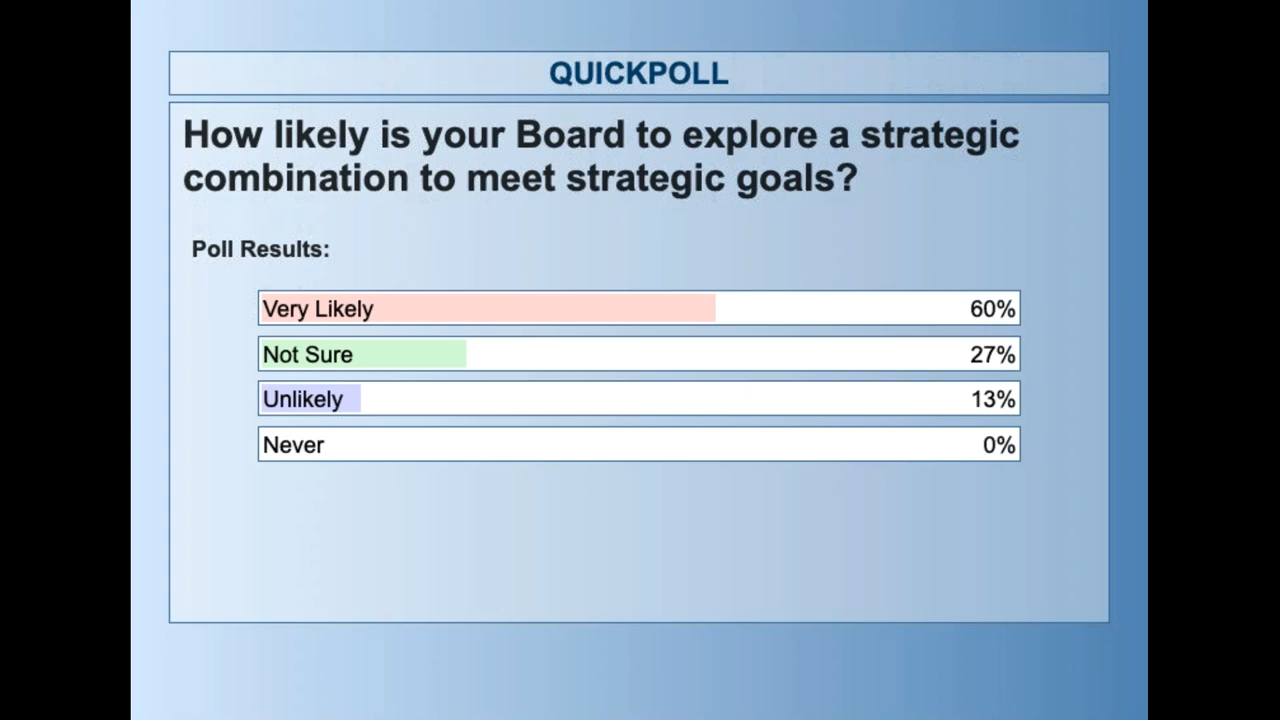 QUICKPOLL
How likely is your Board to explore a strategic
combination to meet strategic goals?
Poll Results:
Very Likely 60%
Not Sure 27%
Unlikely 13%
Never 0%